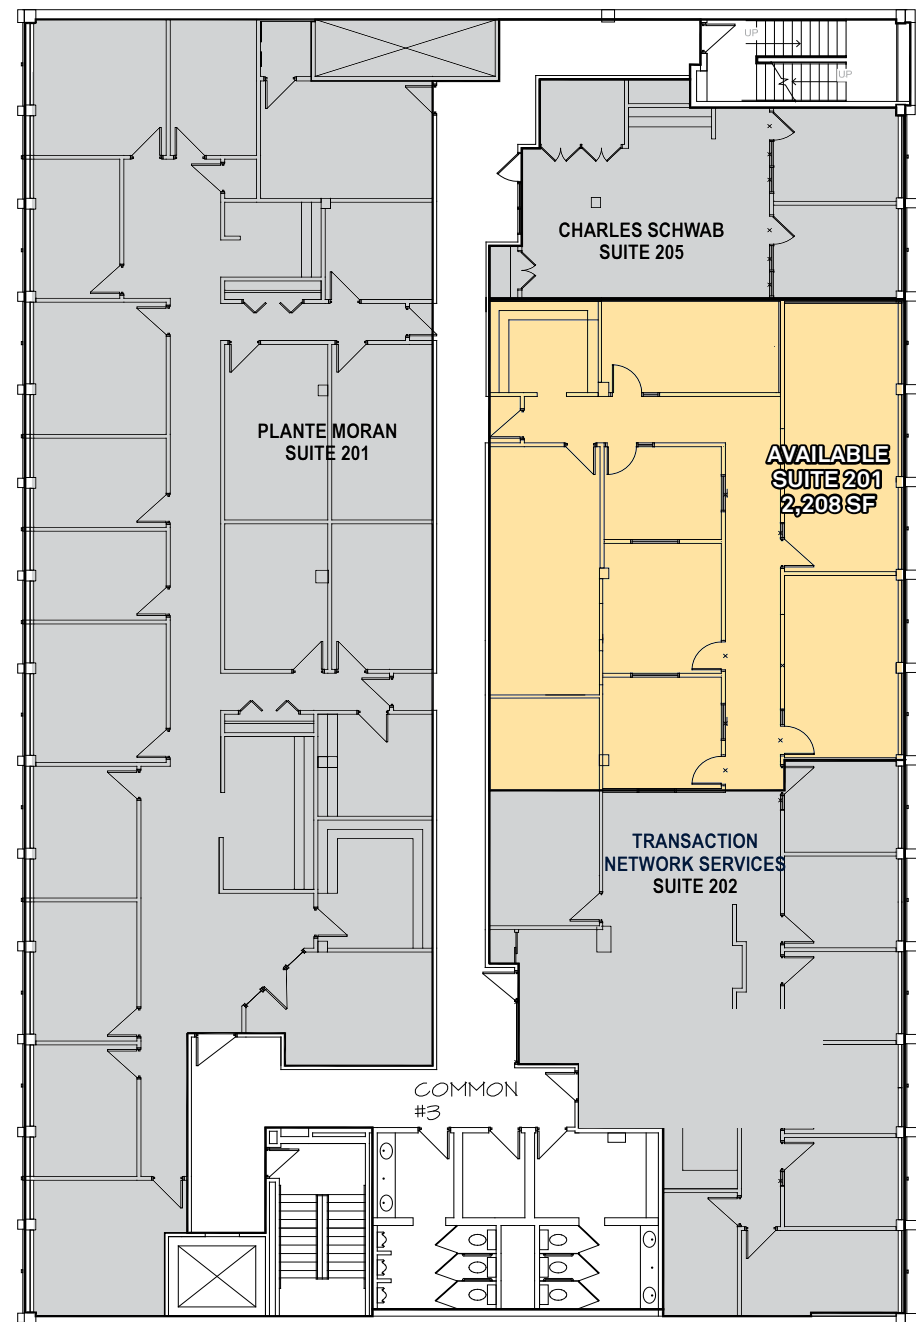 UP
UP
CHARLES SCHWAB
SUITE 205
PLANTE MORAN
SUITE 201
AVAILABLE
SUITE 201
2,208 SF
TRANSACTION
NETWORK SERVICES
SUITE 202
COMMON
#3